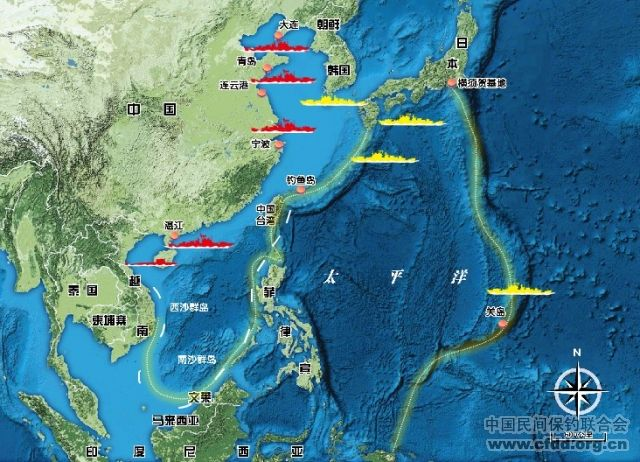 大连
朝鲜
日本
青岛
韩国
连云港
横须贺基地
中国
宁波
钓鱼岛
中国
台湾
湛江
太平洋
泰国
越南
西沙群岛
菲律宾
关岛
柬埔寨
南沙群岛
文莱
马来西亚
印度尼西亚
N
中国民间保钓联合会
www.cfdd.org.cn